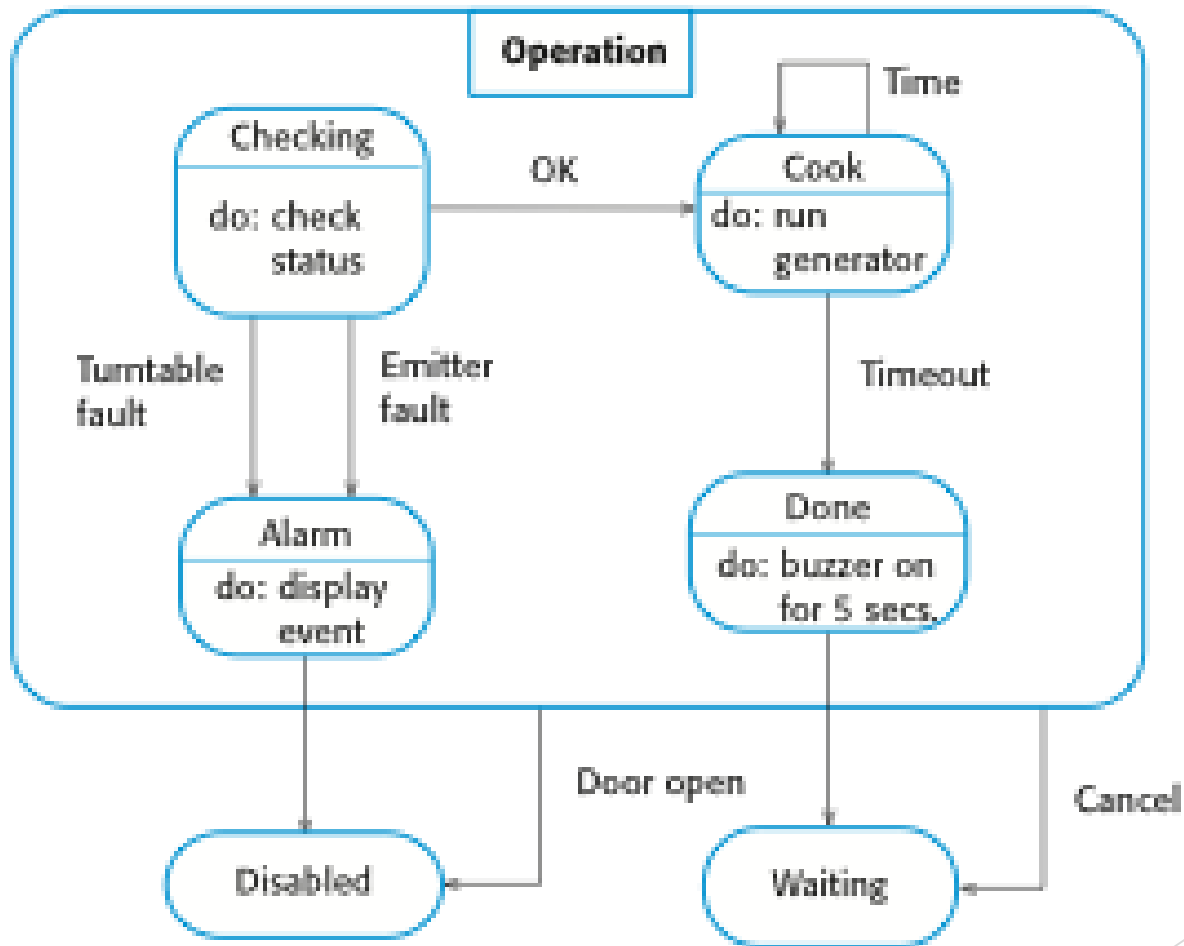 Operation
Time
Checking
OK
Cook
do: check
status
do: run
generator
Turntable
fault
Emitter
fault
Timeout
Alarm
do: display
event
Done
do: buzzer on
for 5 secs.
Door open
Cancel
Disabled
Waiting